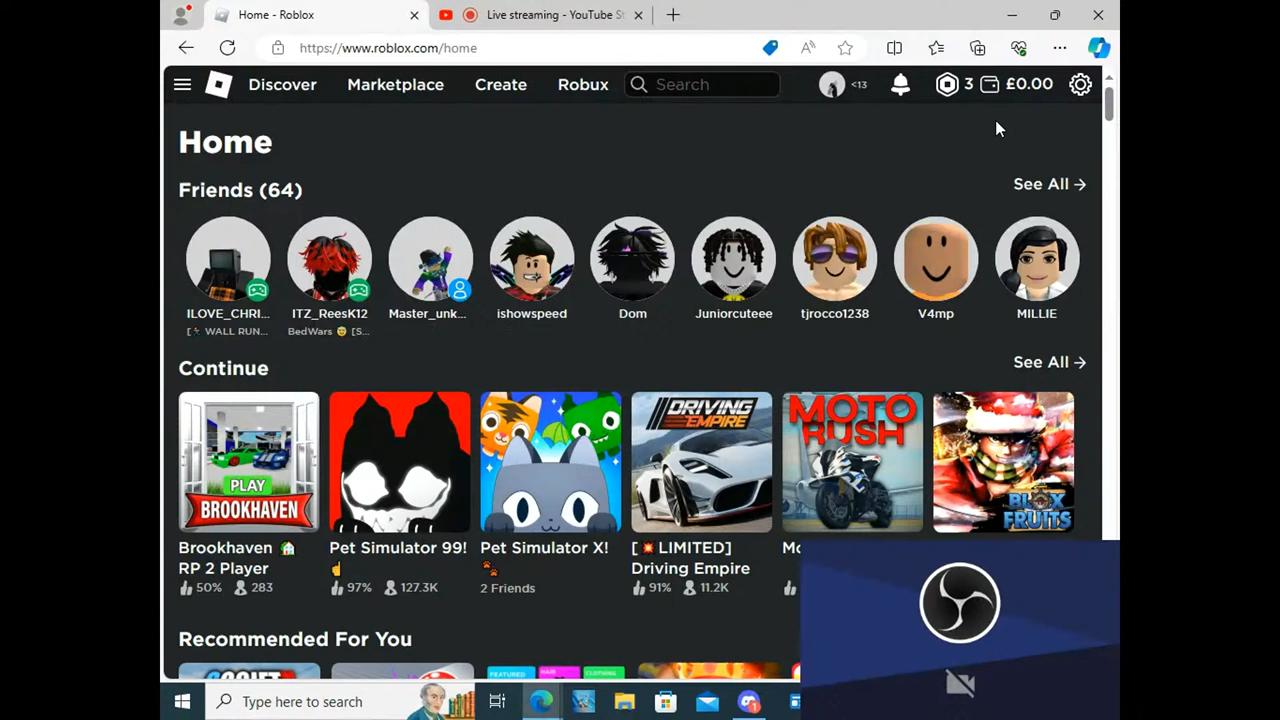 Home - Roblox
Live streaming - YouTube St
https://www.roblox.com/home
Discover Marketplace Create Robux Search <13 3 £0.00
Home
Friends (64) See All
ILOVE_CHRI... ITZ_ReesK12 Master_unk... ishowspeed Dom Juniorcuteee tjrocco1238 V4mp MILLIE
WALL RUN... BedWars [S...
Continue See All
PLAY
BROOKHAVEN
DRIVING
EMPIRE
MOTO
RUSH
BLOX
FRUITS
Brookhaven RP 2 Player
50% 283
Pet Simulator 99!
97% 127.3K
Pet Simulator X!
2 Friends
[LIMITED]
Driving Empire
91% 11.2K
Recommended For You
FEATURED HAIR CLOTHING
Type here to search